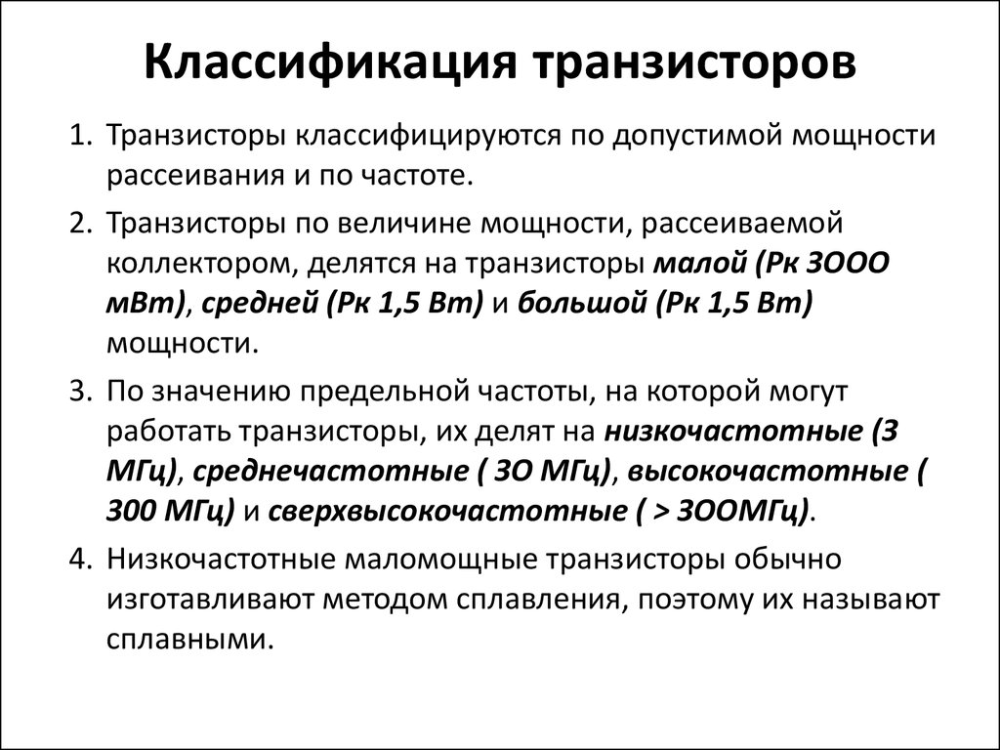 Классификация транзисторов
1. Транзисторы классифицируются по допустимой мощности
рассеивания и по частоте.
2. Транзисторы по величине мощности, рассеиваемой
коллектором, делятся на транзисторы малой (Рк ЗООО
мВт), средней (Рк 1,5 Вт) и большой (Рк 1,5 Вт)
мощности.
3. По значению предельной частоты, на которой могут
работать транзисторы, их делят на низкочастотные (3
МГц), среднечастотные ( ЗО МГц), высокочастотные (
300 МГц) и сверхвысокочастотные ( > ЗООМГц).
4. Низкочастотные маломощные транзисторы обычно
изготавливают методом сплавления, поэтому их называют
сплавными.